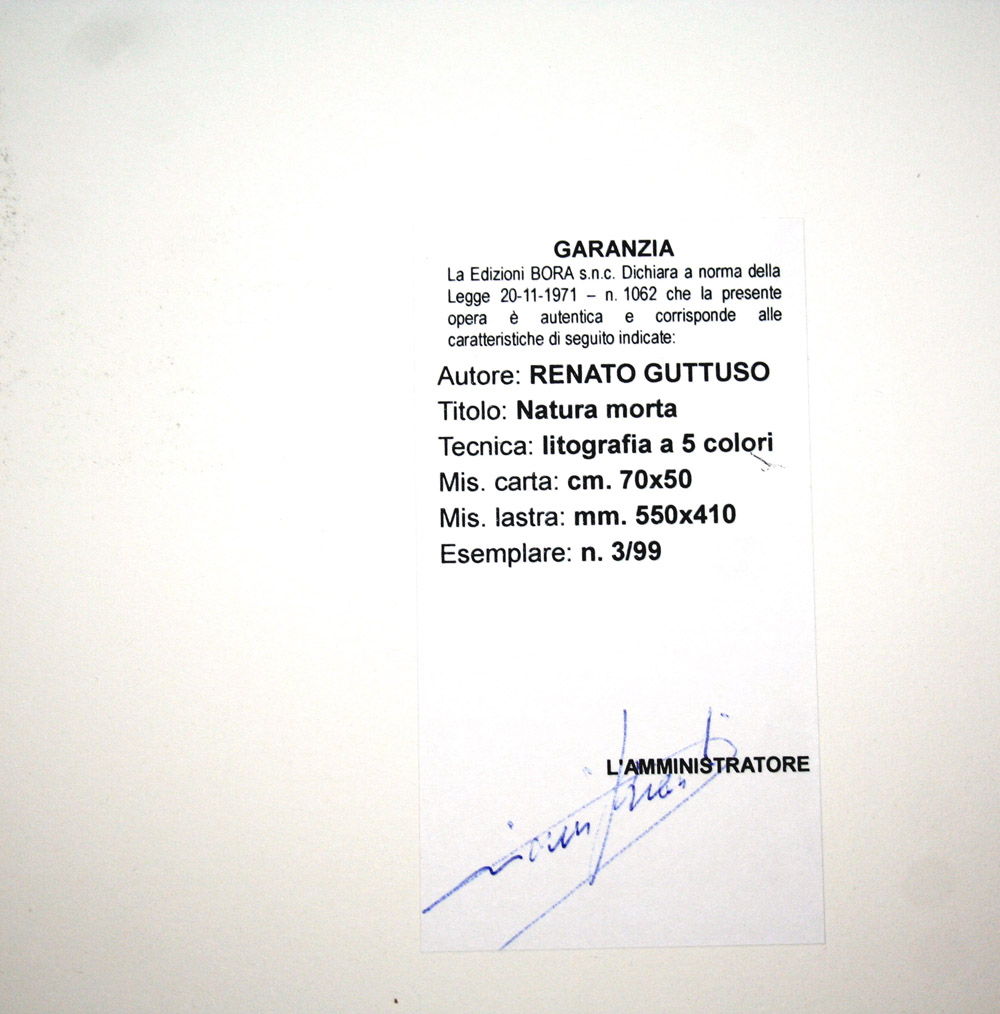 GARANZIA
La Edizioni BORA s.n.c. Dichiara a norma della
Legge 20-11-1971 – n. 1062 che la presente
opera è autentica e corrisponde alle
caratteristiche di seguito indicate:
Autore: RENATO GUTTUSO
Titolo: Natura morta
Tecnica: litografia a 5 colori
Mis. carta: cm. 70x50
Mis. lastra: mm. 550x410
Esemplare: n. 3/99
L'AMMINISTRATORE